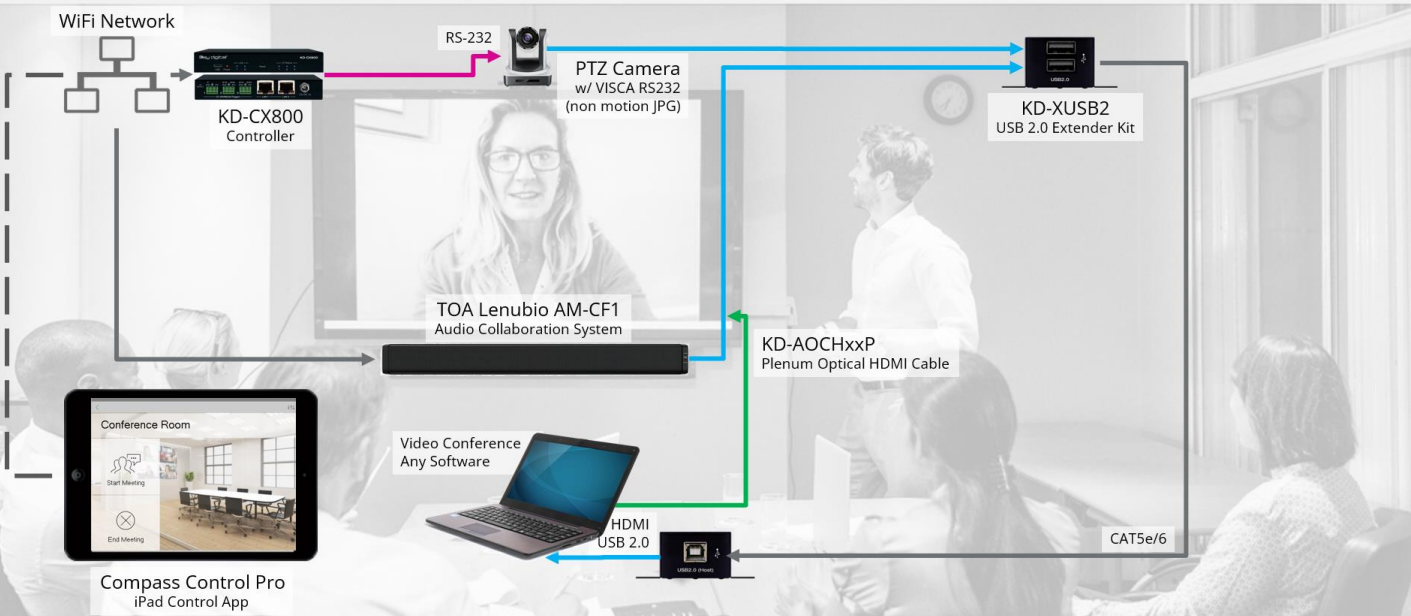 WiFi Network
RS-232
PTZ Camera
w/ VISCA RS232
(non motion JPG)
KD-CX800
Controller
USB2.0
KD-XUSB2
USB 2.0 Extender Kit
TOA Lenubio AM-CF1
Audio Collaboration System
KD-AOCHxxP
Plenum Optical HDMI Cable
Conference Room
Start Meeting
End Meeting
Video Conference
Any Software
HDMI
USB 2.0
USB2.0 (Host)
CAT5e/6
Compass Control Pro
iPad Control App